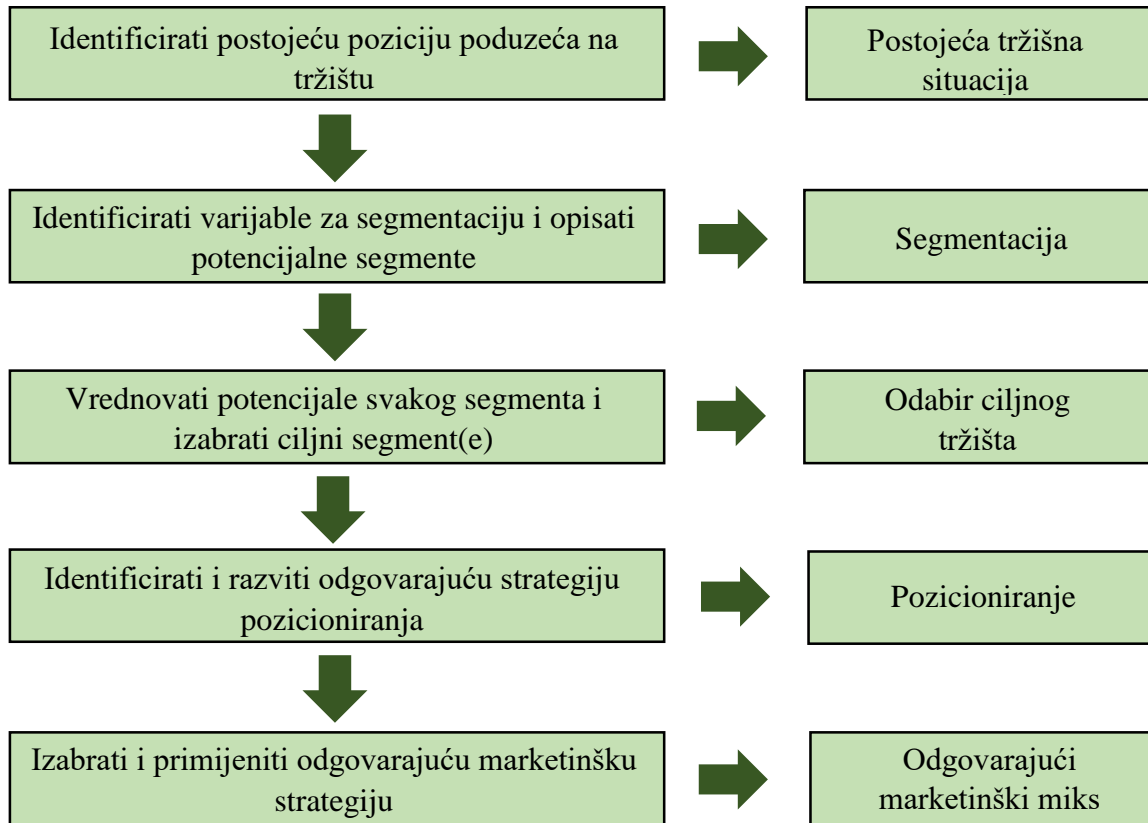 Identificirati postojeću poziciju poduzeća na
tržištu
Postojeća tržišna
situacija
Identificirati varijable za segmentaciju i opisati
potencijalne segmente
Segmentacija
Vrednovati potencijale svakog segmenta i
izabrati ciljni segment(e)
Odabir ciljnog
tržišta
Identificirati i razviti odgovarajuću strategiju
pozicioniranja
Pozicioniranje
Izabrati i primijeniti odgovarajuću marketinšku
strategiju
Odgovarajući
marketinški miks